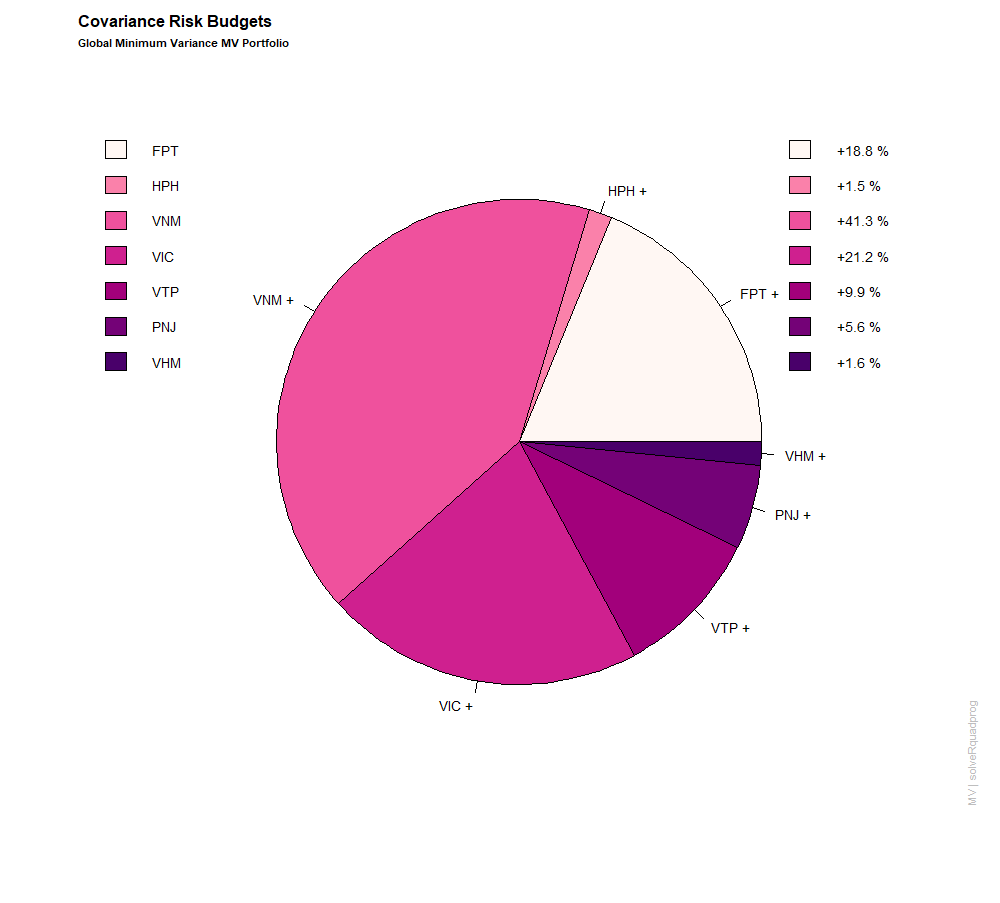 Covariance Risk Budgets
Global Minimum Variance MV Portfolio
FPT
HPH
VNM
VIC
VTP
PNJ
VHM
+18.8 %
+1.5 %
+41.3 %
+21.2 %
+9.9 %
+5.6 %
+1.6 %
HPH +
FPT +
VNM +
VHM +
PNJ +
VTP +
VIC +
MV | solveRquadprog